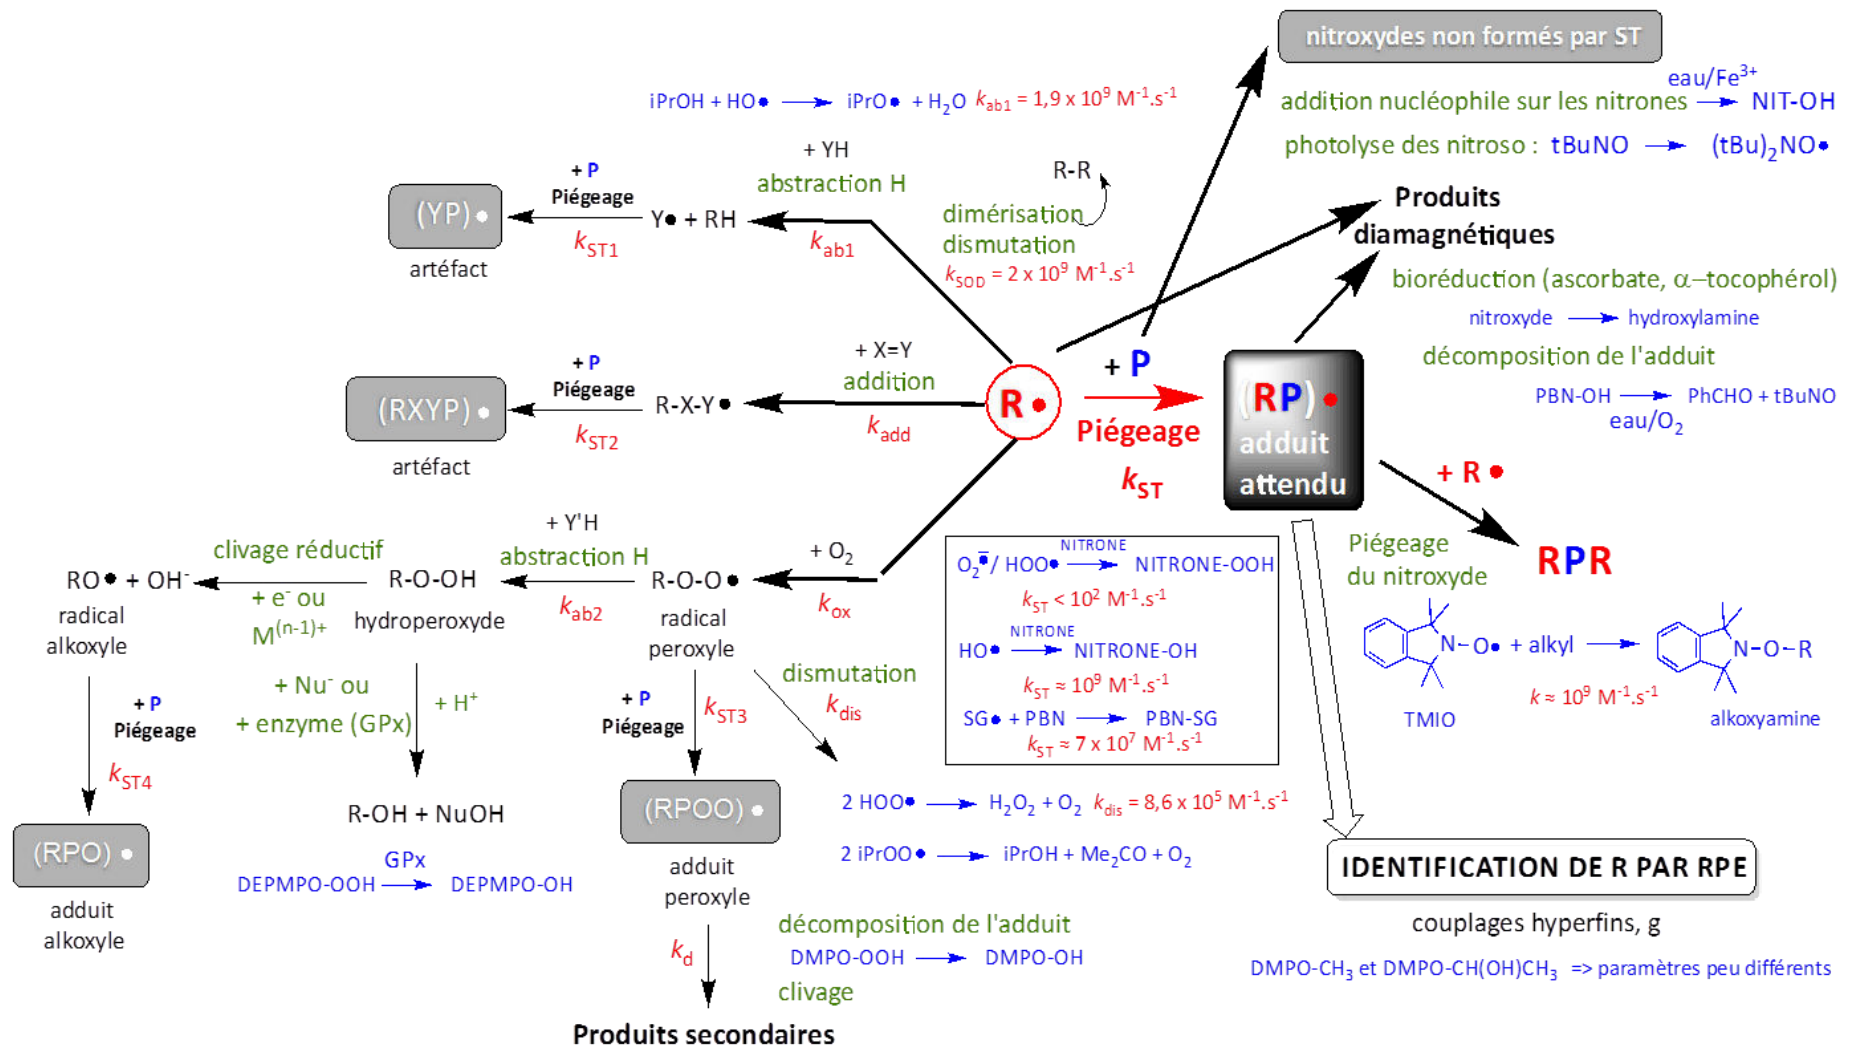 nitroxydes non formés par ST
eau/Fe3+
addition nucléophile sur les nitrones → NIT-OH
photolyse des nitroso : tBuNO → (tBu)2NO•
iPrOH + HO• → iPrO• + H2O kab1 = 1,9 x 10^9 M-1.s-1
+ YH
abstraction H
kab1
Y• + RH
+ P
Piégeage
kST1
(YP)•
artéfact
R-R
dimérisation
dismutation
kSOD = 2 x 10^9 M-1.s-1
Produits
diamagnétiques
bioréduction (ascorbate, α–tocophérol)
nitroxyde → hydroxylamine
décomposition de l'adduit
PBN-OH → PhCHO + tBuNO
eau/O2
+ X=Y
addition
kadd
R-X-Y•
+ P
Piégeage
kST2
(RXYP)•
artéfact
R•
+ P
Piégeage
kST
(RP)•
adduit
attendu
+ R•
RPR
Piégeage
du nitroxyde
N-O• + alkyl → N-O-R
k ≈ 10^9 M-1.s-1
TMIO
alkoxyamine
+ O2
kox
R-O-O•
radical
peroxyle
+ Y'H
abstraction H
kab2
R-O-OH
hydroperoxyde
clivage réductif
+ e- ou
M(n-1)+
RO• + OH-
radical
alkoxyle
+ P
Piégeage
kST4
(RPO)•
adduit
alkoxyle
+ Nu- ou
+ enzyme (GPx)
+ H+
R-OH + NuOH
GPx
DEPMPO-OOH → DEPMPO-OH
+ P
Piégeage
kST3
(RPOO)•
adduit
peroxyle
kd
décomposition de l'adduit
DMPO-OOH → DMPO-OH
clivage
Produits secondaires
dismutation
kdis
2 HOO• → H2O2 + O2 kdis = 8,6 x 10^5 M-1.s-1
2 iPrOO• → iPrOH + Me2CO + O2
NITRONE
O2•̄ / HOO• → NITRONE-OOH
kST < 10^2 M-1.s-1
NITRONE
HO• → NITRONE-OH
kST ≈ 10^9 M-1.s-1
SG• + PBN → PBN-SG
kST ≈ 7 x 10^7 M-1.s-1
IDENTIFICATION DE R PAR RPE
couplages hyperfins, g
DMPO-CH3 et DMPO-CH(OH)CH3 => paramètres peu différents